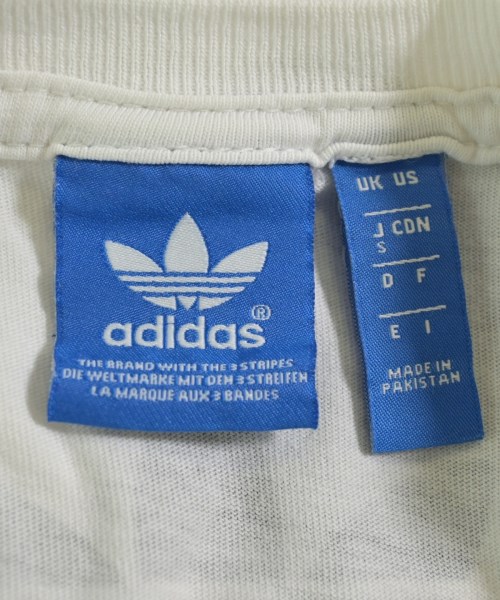 adidas®
THE BRAND WITH THE 3 STRIPES
DIE WELTMARKE MIT DEN 3 STREIFEN
LA MARQUE AUX 3 BANDES
UK US
J CDN
S
D F
E I
MADE IN
PAKISTAN